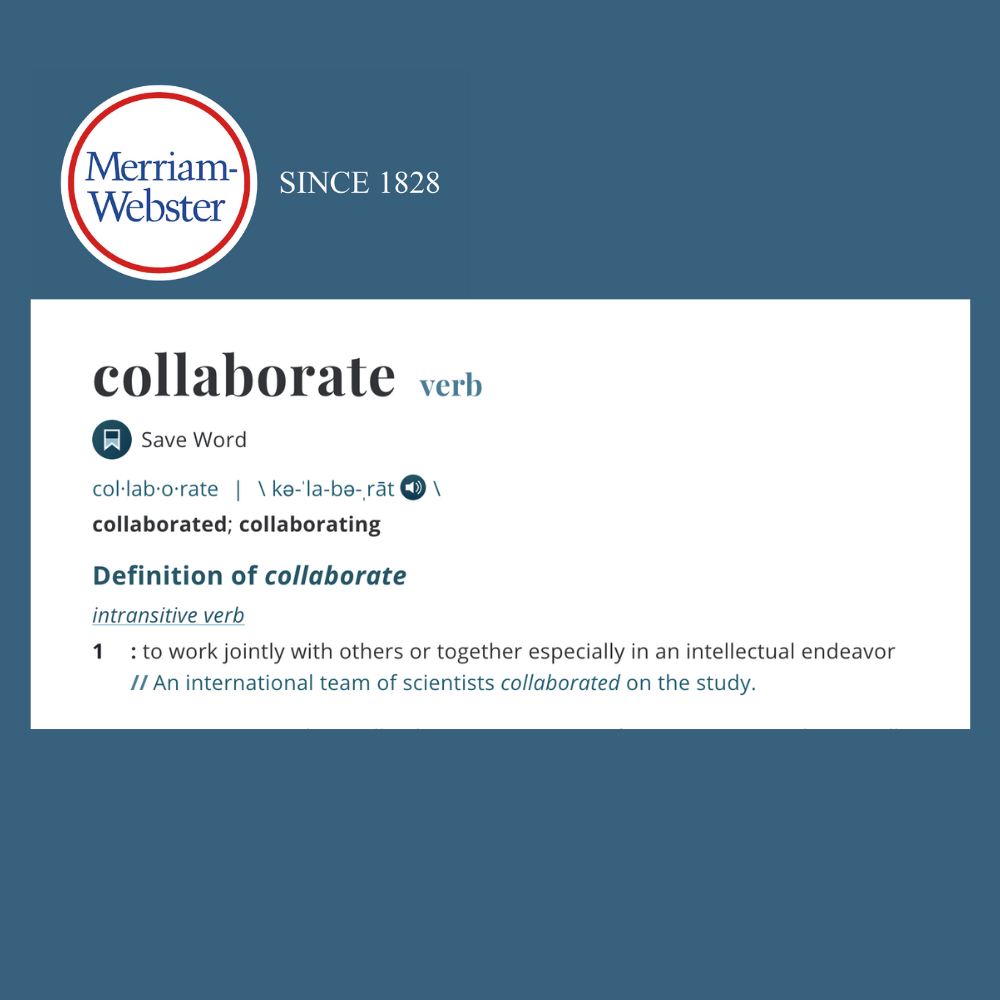 Merriam-
Webster
SINCE 1828
collaborate verb
Save Word
col·lab·o·rate | \ kə-ˈla-bə-ˌrāt \
collaborated; collaborating
Definition of collaborate
intransitive verb
1 : to work jointly with others or together especially in an intellectual endeavor
// An international team of scientists collaborated on the study.